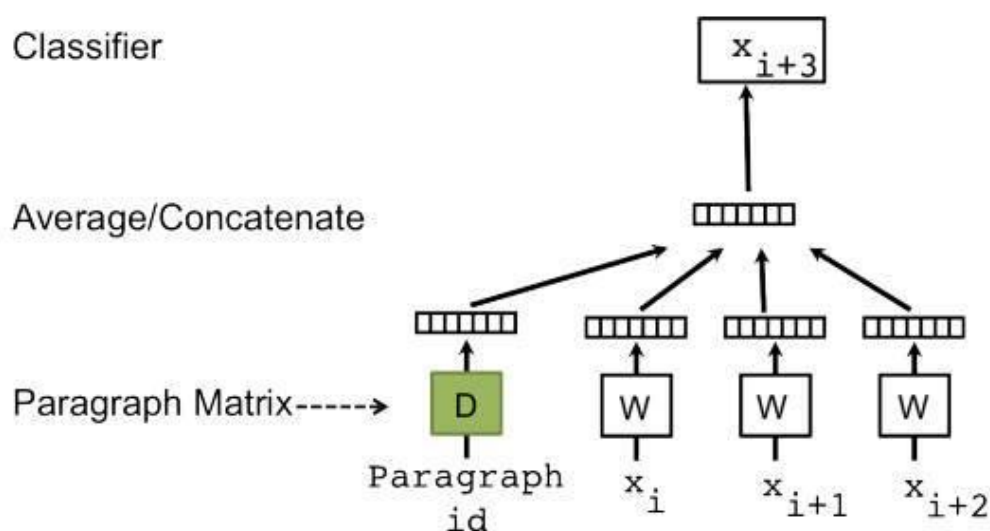 Classifier
x_{i+3}
Average/Concatenate
Paragraph Matrix
D
W
W
W
Paragraph
id
x_i
x_{i+1}
x_{i+2}